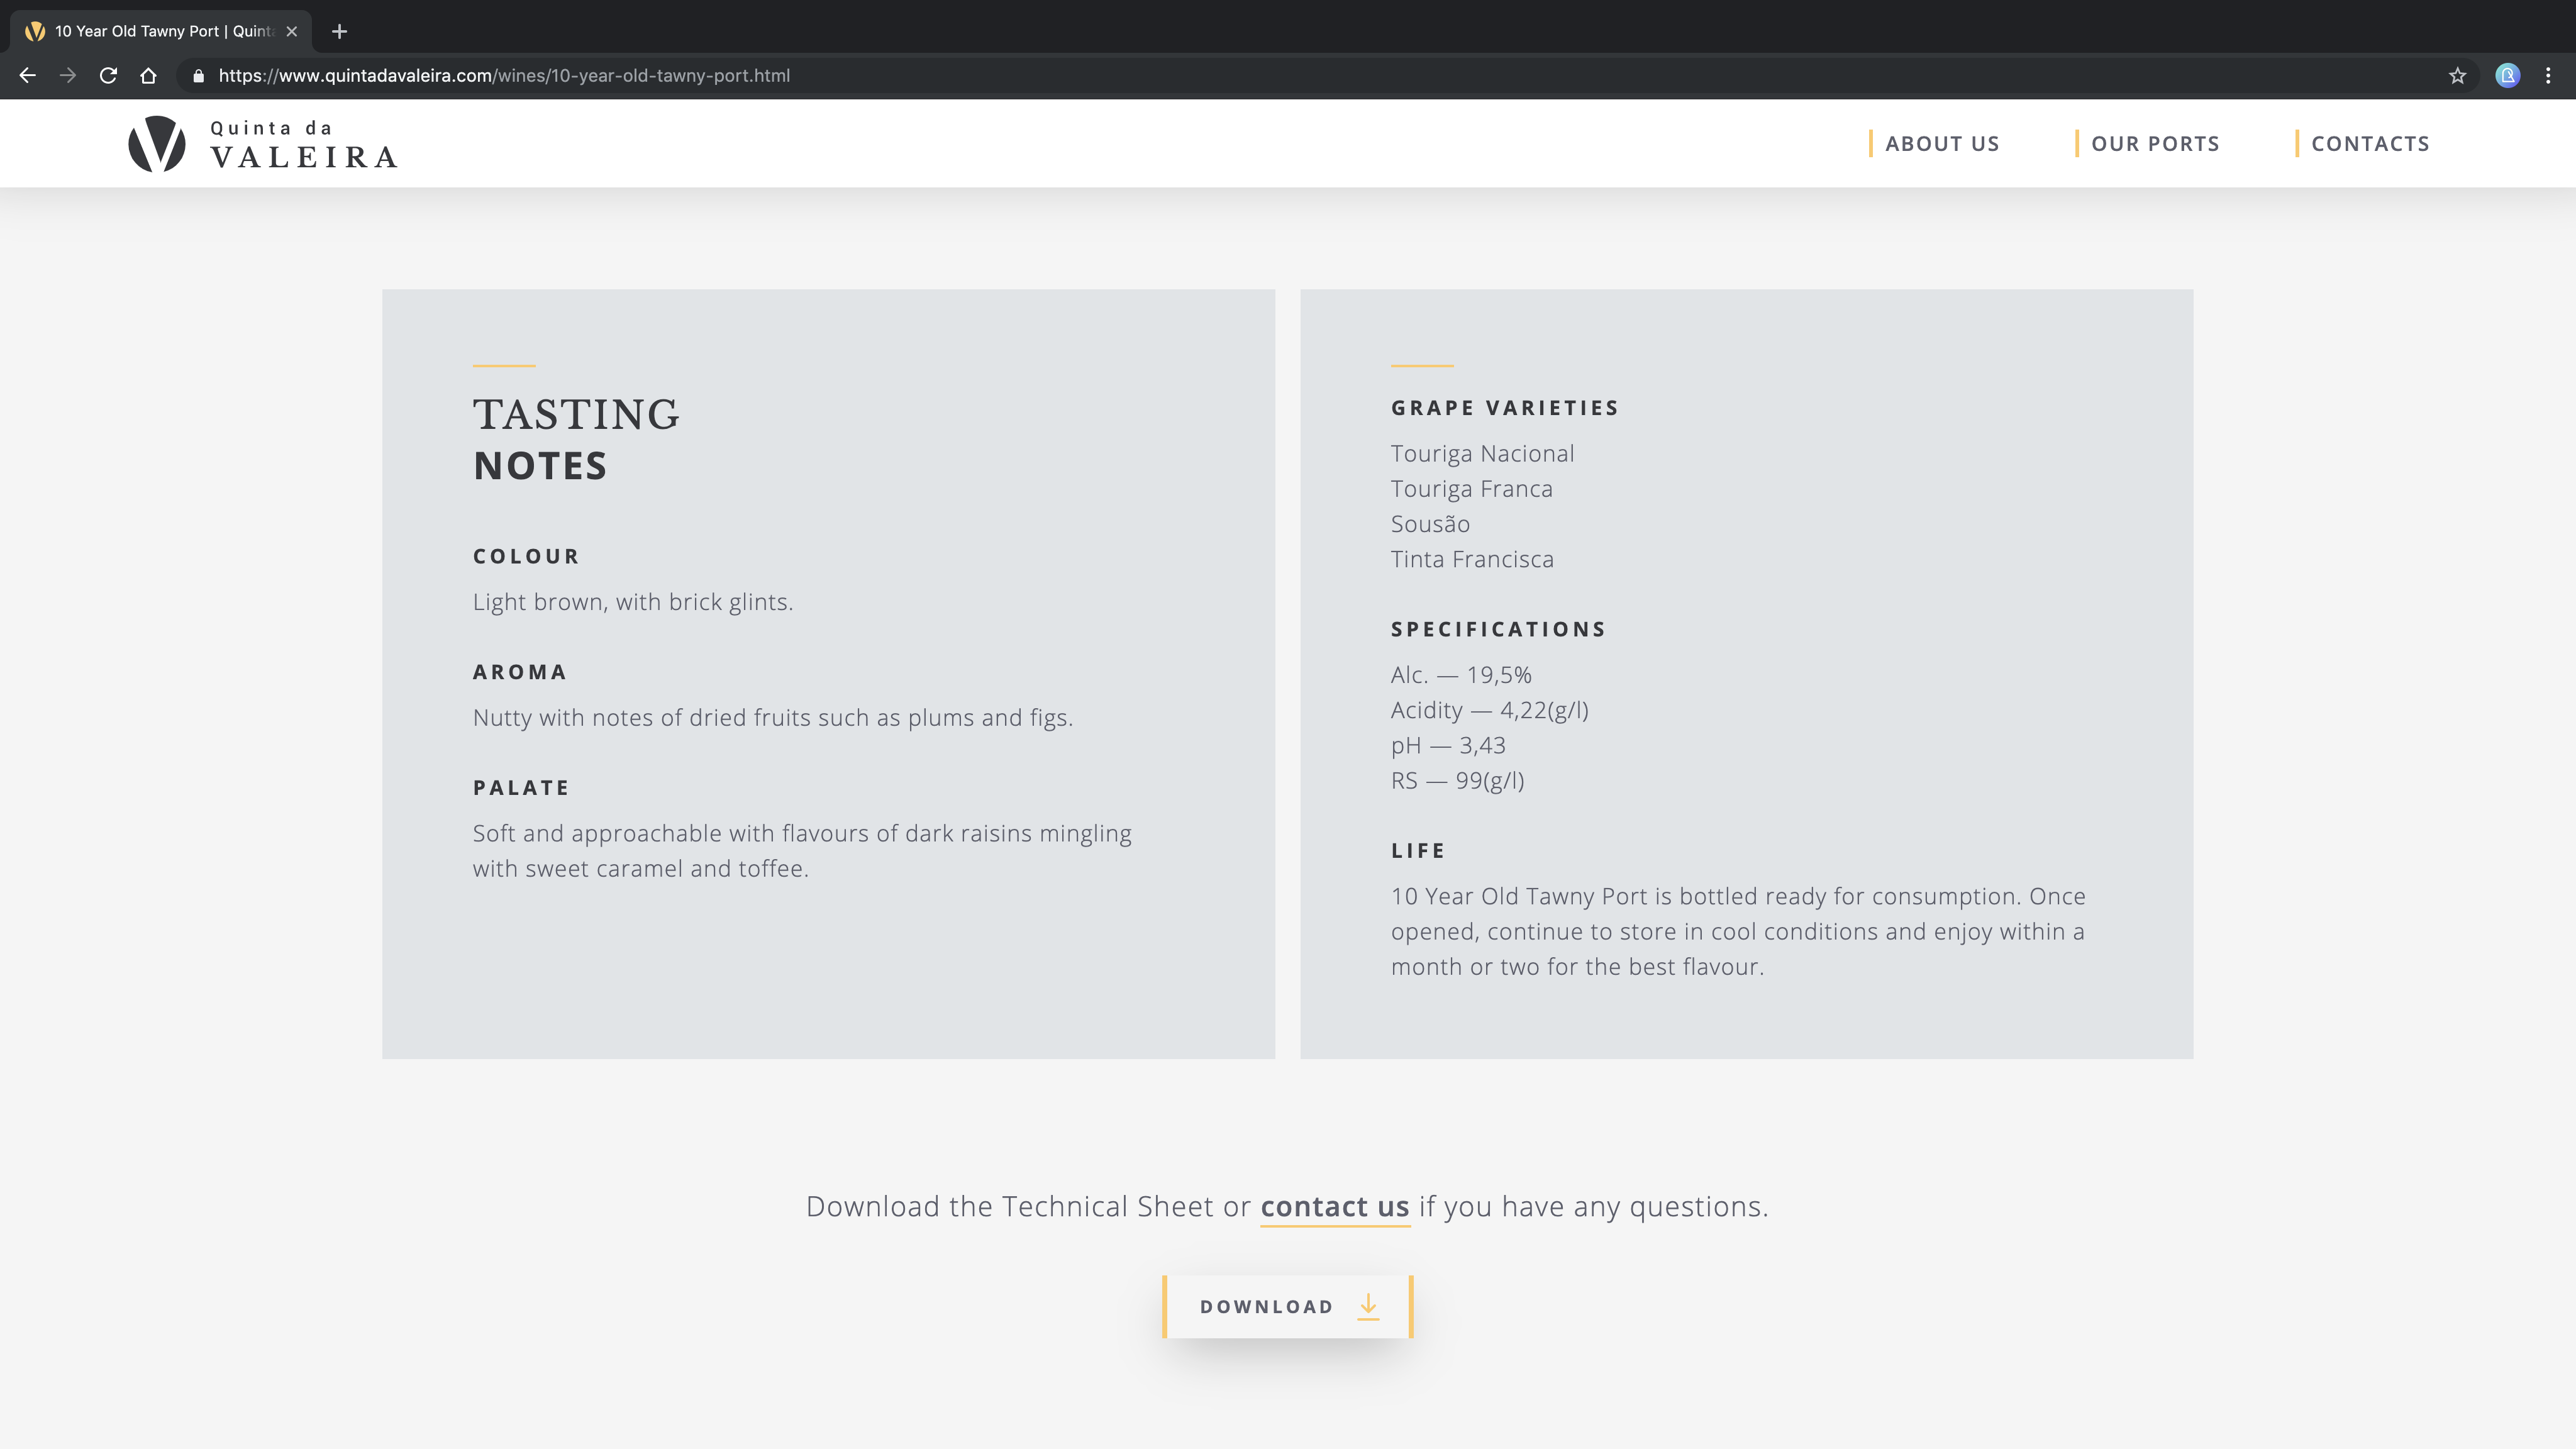 10 Year Old Tawny Port | Quinta
https://www.quintadavaleira.com/wines/10-year-old-tawny-port.html
Quinta da
VALEIRA
ABOUT US
OUR PORTS
CONTACTS
TASTING
NOTES
COLOUR
Light brown, with brick glints.
AROMA
Nutty with notes of dried fruits such as plums and figs.
PALATE
Soft and approachable with flavours of dark raisins mingling
with sweet caramel and toffee.
GRAPE VARIETIES
Touriga Nacional
Touriga Franca
Sousão
Tinta Francisca
SPECIFICATIONS
Alc. — 19,5%
Acidity — 4,22(g/l)
pH — 3,43
RS — 99(g/l)
LIFE
10 Year Old Tawny Port is bottled ready for consumption. Once
opened, continue to store in cool conditions and enjoy within a
month or two for the best flavour.
Download the Technical Sheet or contact us if you have any questions.
DOWNLOAD